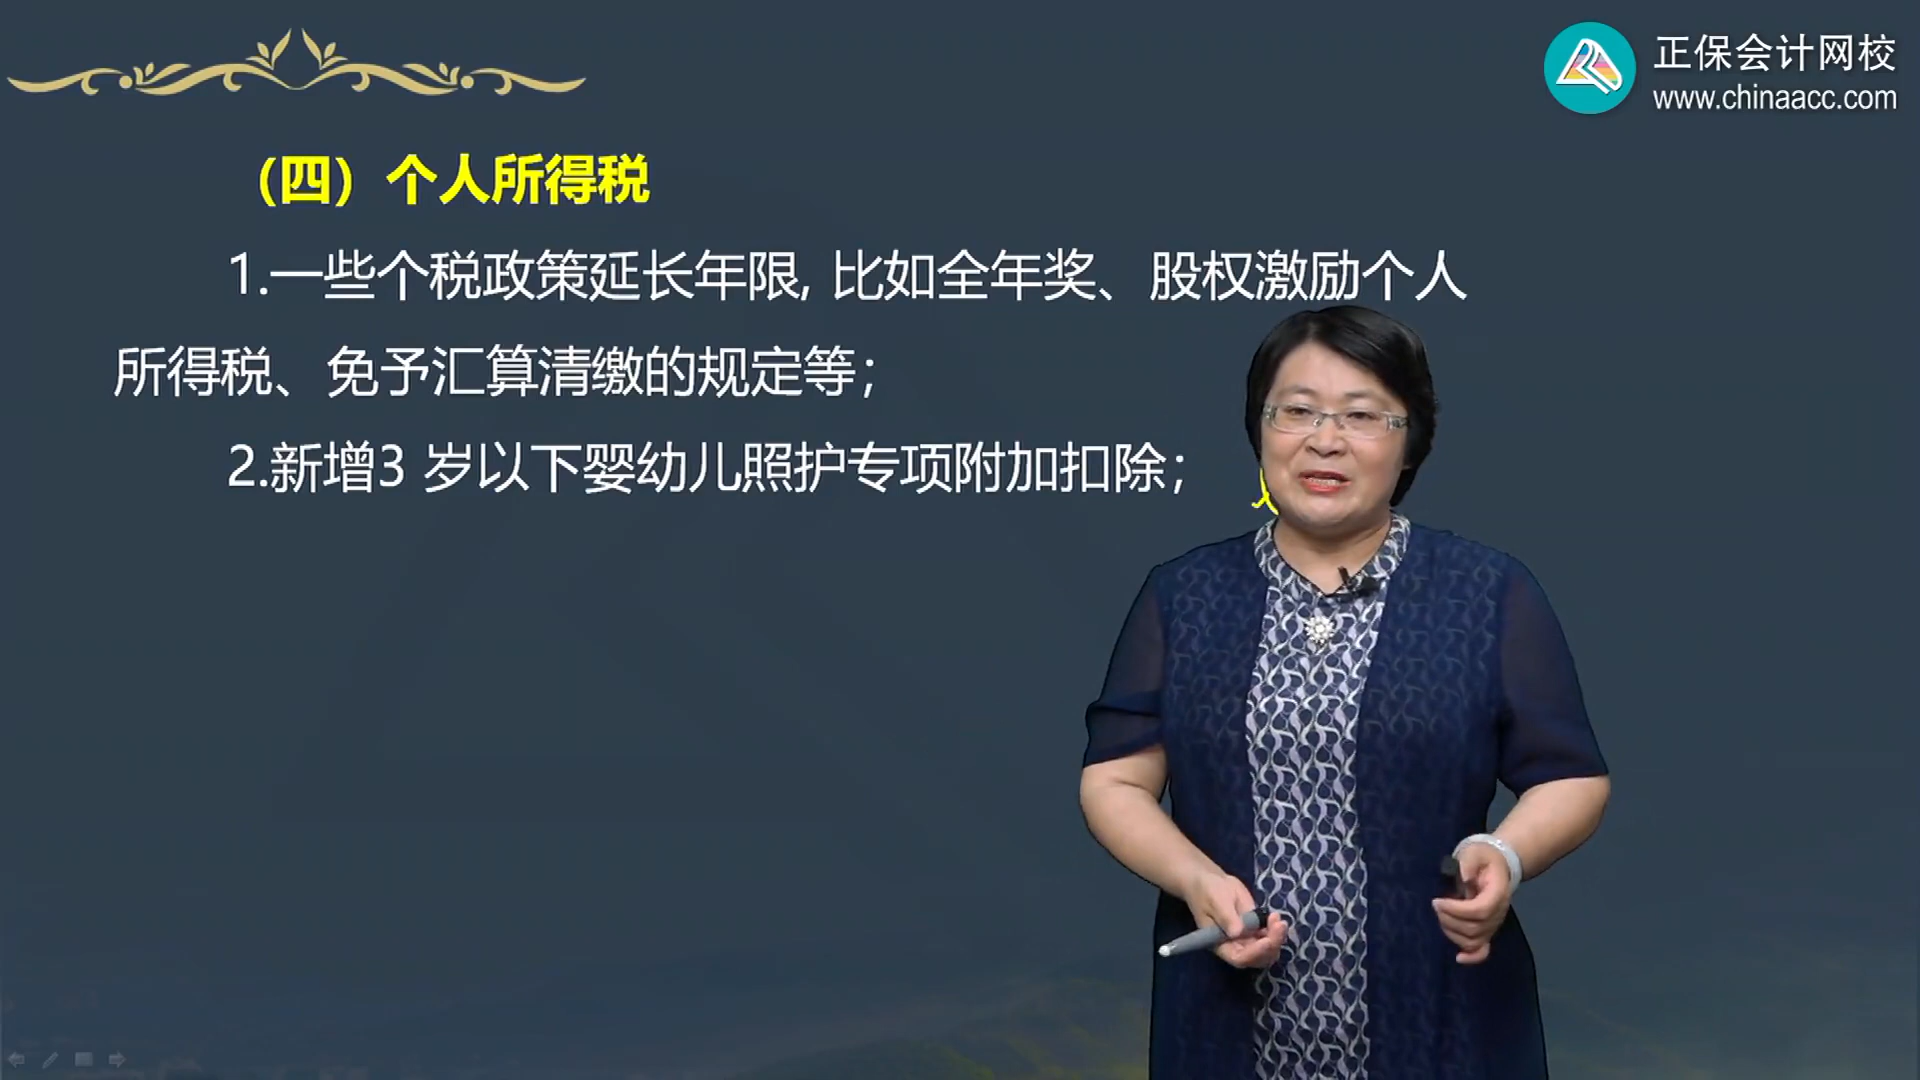 正保会计网校
www.chinaacc.com
（四）个人所得税
1.一些个税政策延长年限，比如全年奖、股权激励个人
所得税、免予汇算清缴的规定等；
2.新增3 岁以下婴幼儿照护专项附加扣除；